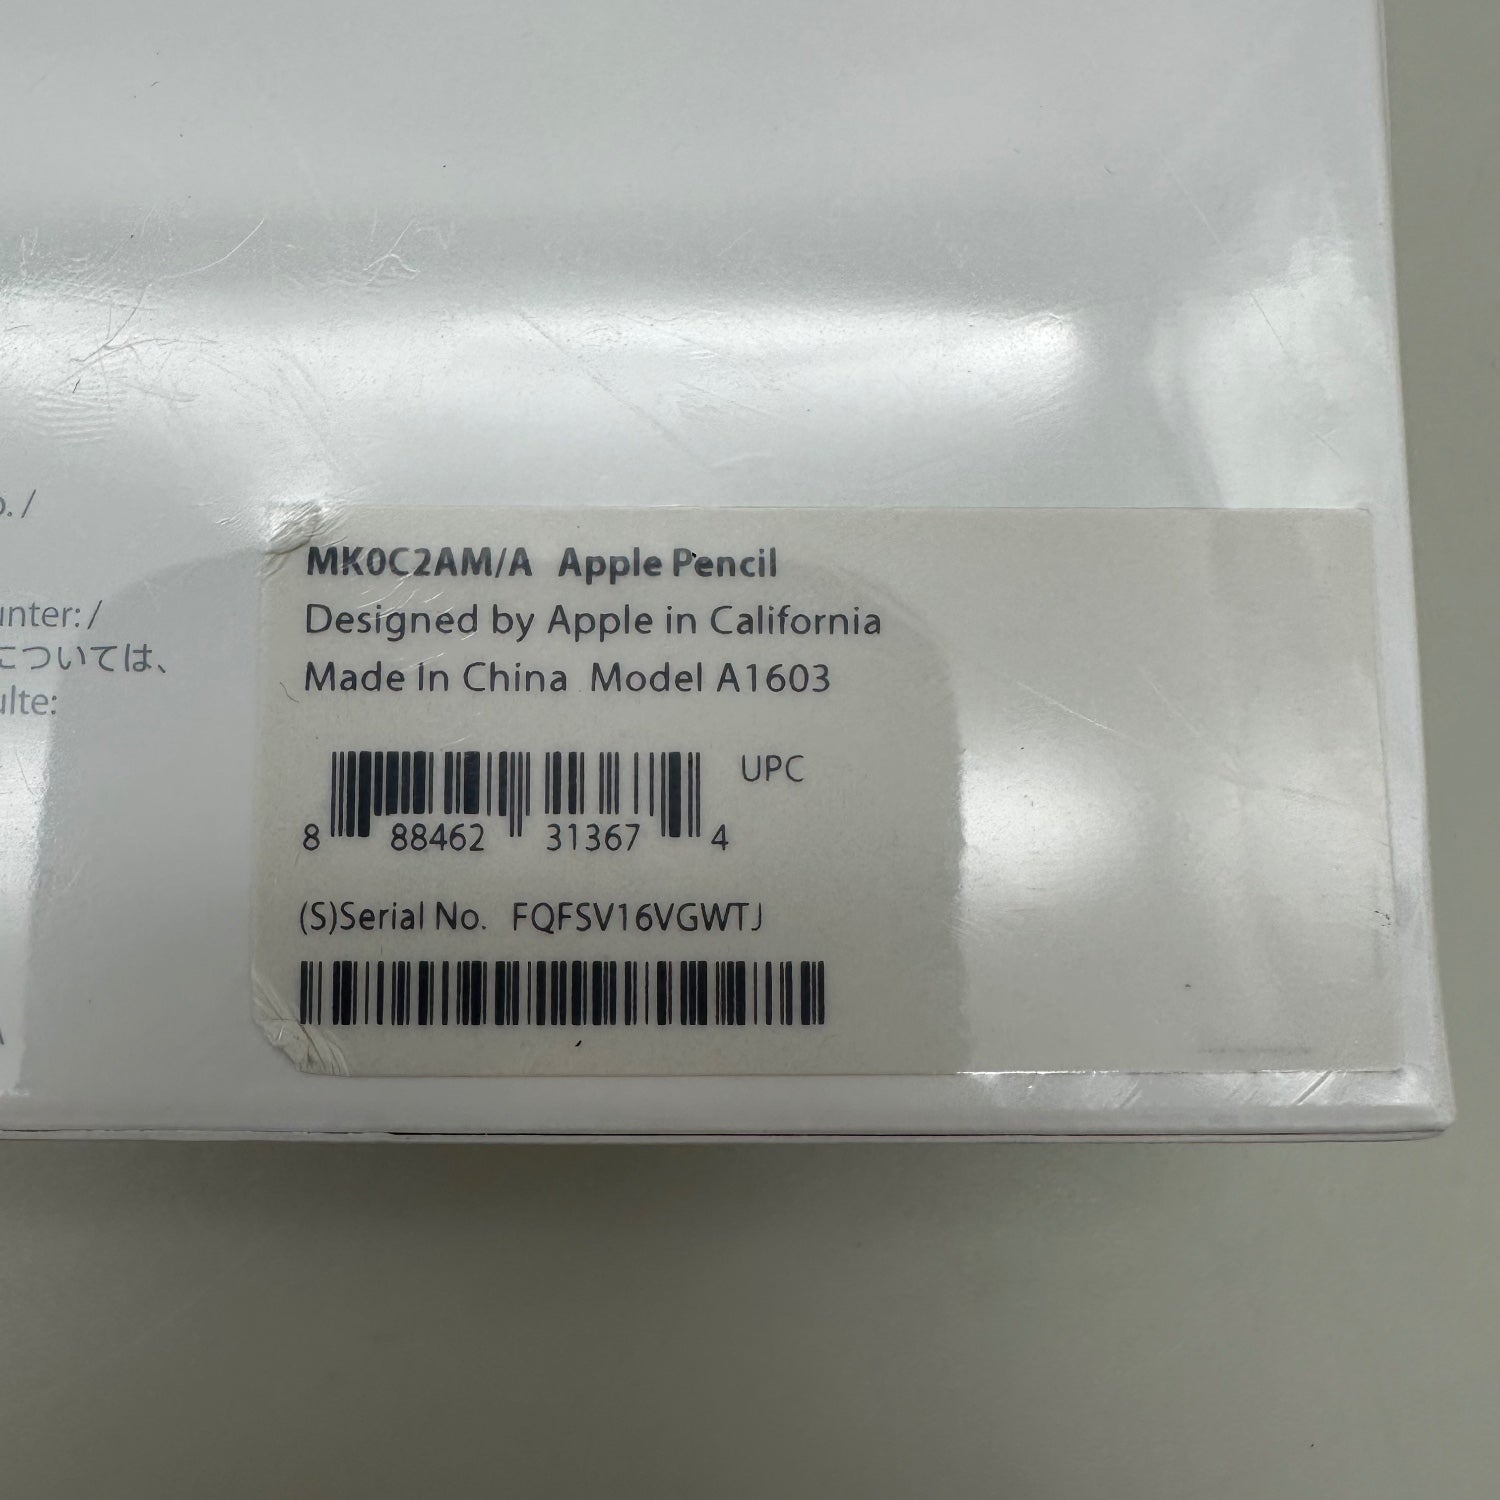 o. /
unter: /
については、
ulte:
MK0C2AM/A Apple Pencil
Designed by Apple in California
Made In China Model A1603
UPC
8 88462 31367 4
(S)Serial No. FQFSV16VGWTJ